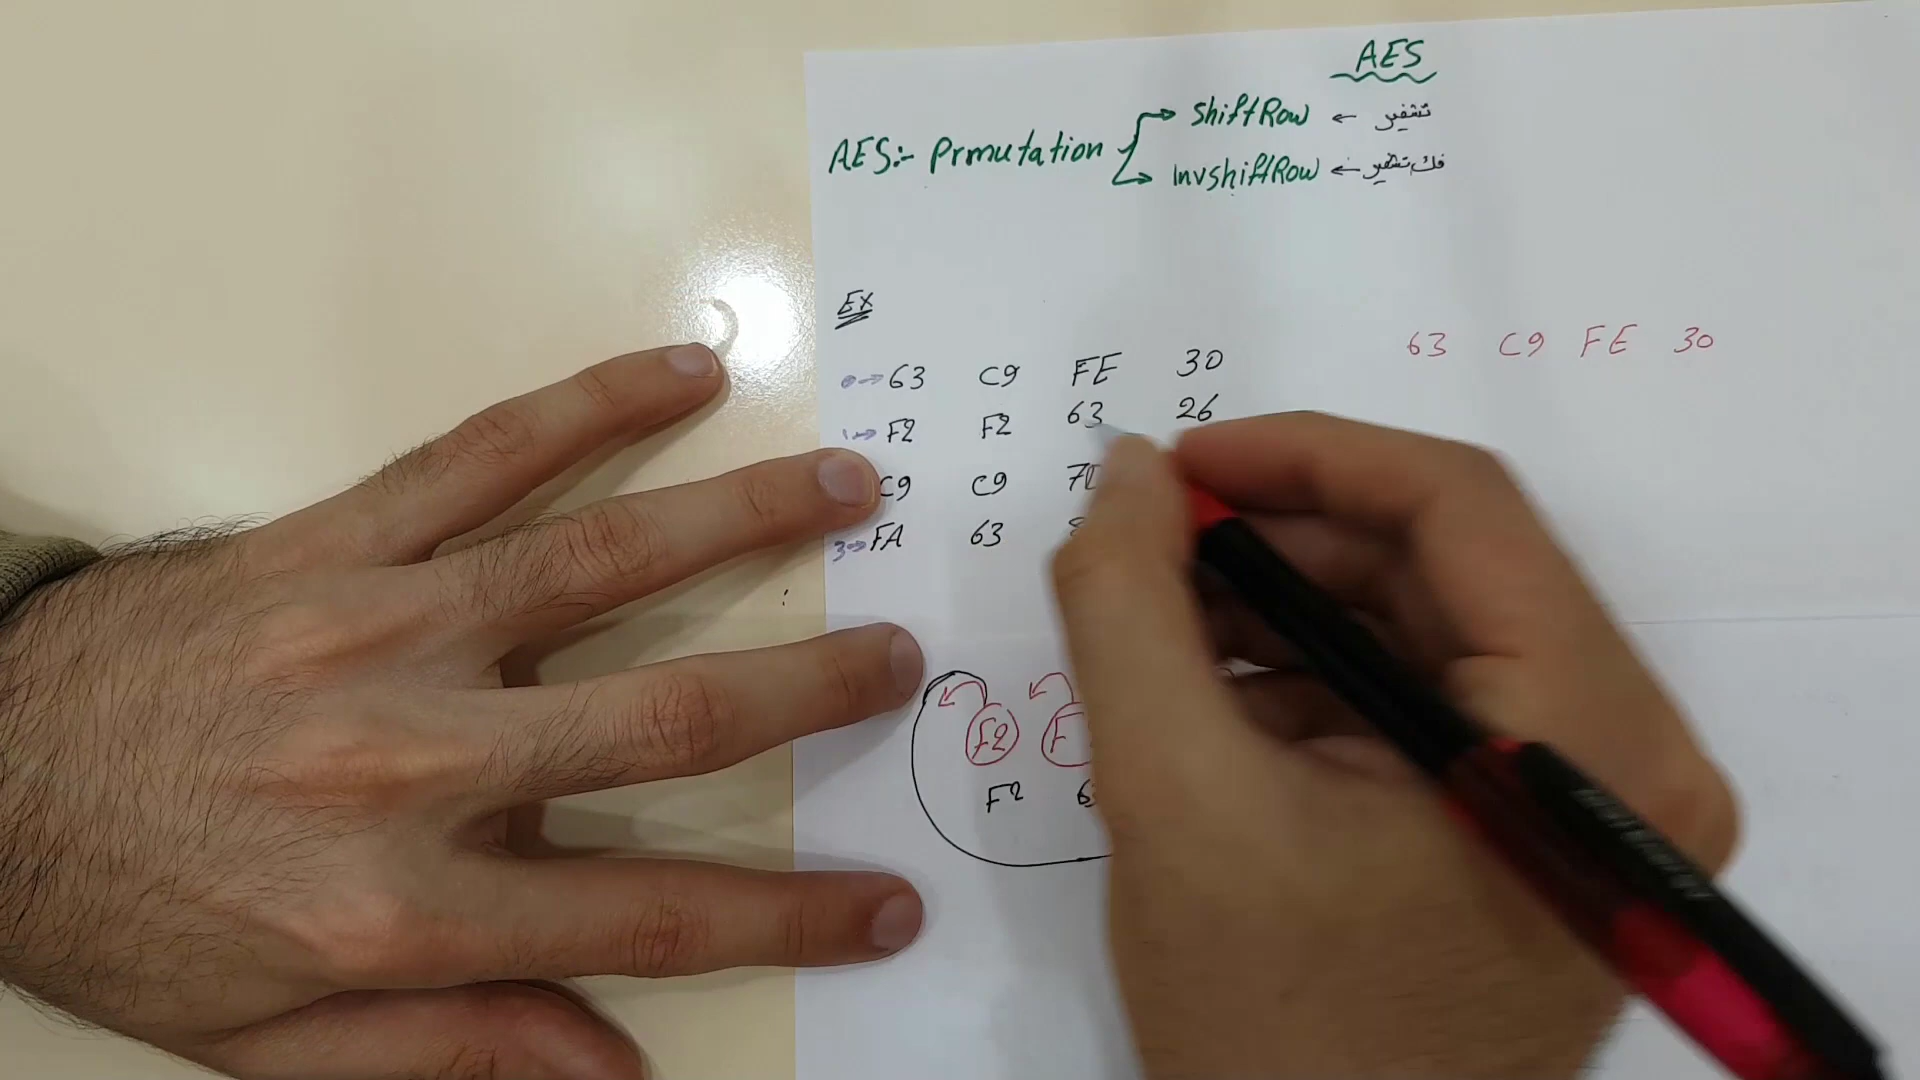 AES
AES:- Prmutation
ShiftRow ← تشفير
InvshiftRow ← فك تشفير
EX
0→ 63 C9 FE 30
1→ F2 F2 63 26
C9 C9
3→ FA 63
63 C9 FE 30
F2
F2